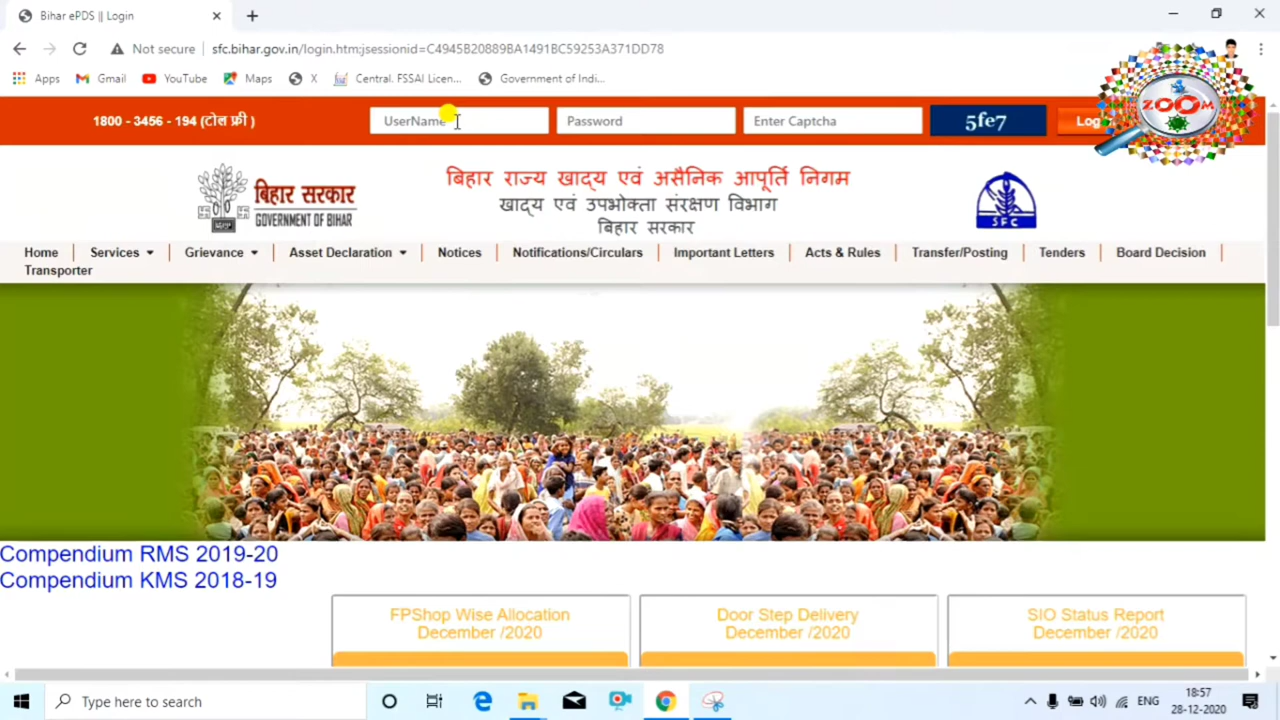 Bihar ePDS || Login
Not secure
sfc.bihar.gov.in/login.htm;jsessionid=C4945B20889BA1491BC59253A371DD78
Apps
Gmail
YouTube
Maps
X
Central. FSSAI Licen...
Government of Indi...
ZOOM
1800 - 3456 - 194 (टोल फ्री )
UserName
Password
Enter Captcha
5fe7
Log
बिहार सरकार
GOVERNMENT OF BIHAR
बिहार राज्य खाद्य एवं असैनिक आपूर्ति निगम
खाद्य एवं उपभोक्ता संरक्षण विभाग
बिहार सरकार
SFC
Home
Services
Grievance
Asset Declaration
Notices
Notifications/Circulars
Important Letters
Acts & Rules
Transfer/Posting
Tenders
Board Decision
Transporter
Compendium RMS 2019-20
Compendium KMS 2018-19
FPShop Wise Allocation
December /2020
Door Step Delivery
December /2020
SIO Status Report
December /2020
Type here to search
ENG
18:57
28-12-2020